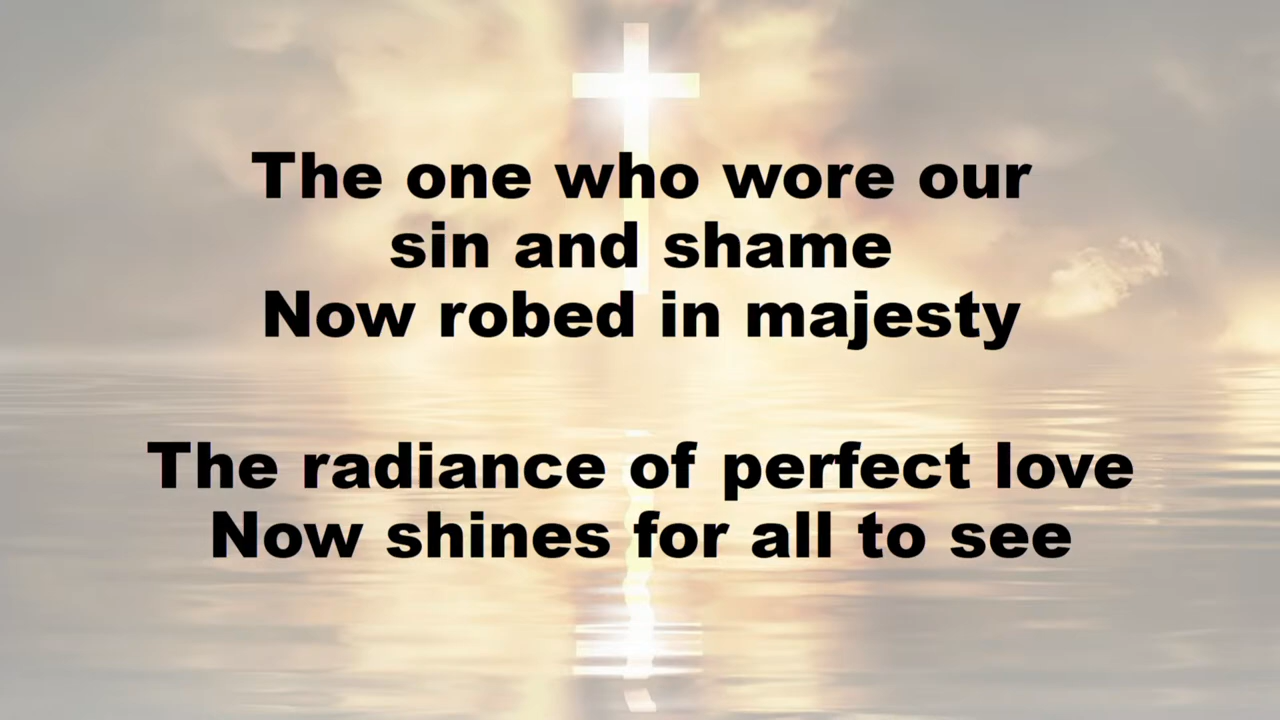 The one who wore our
sin and shame
Now robed in majesty
The radiance of perfect love
Now shines for all to see